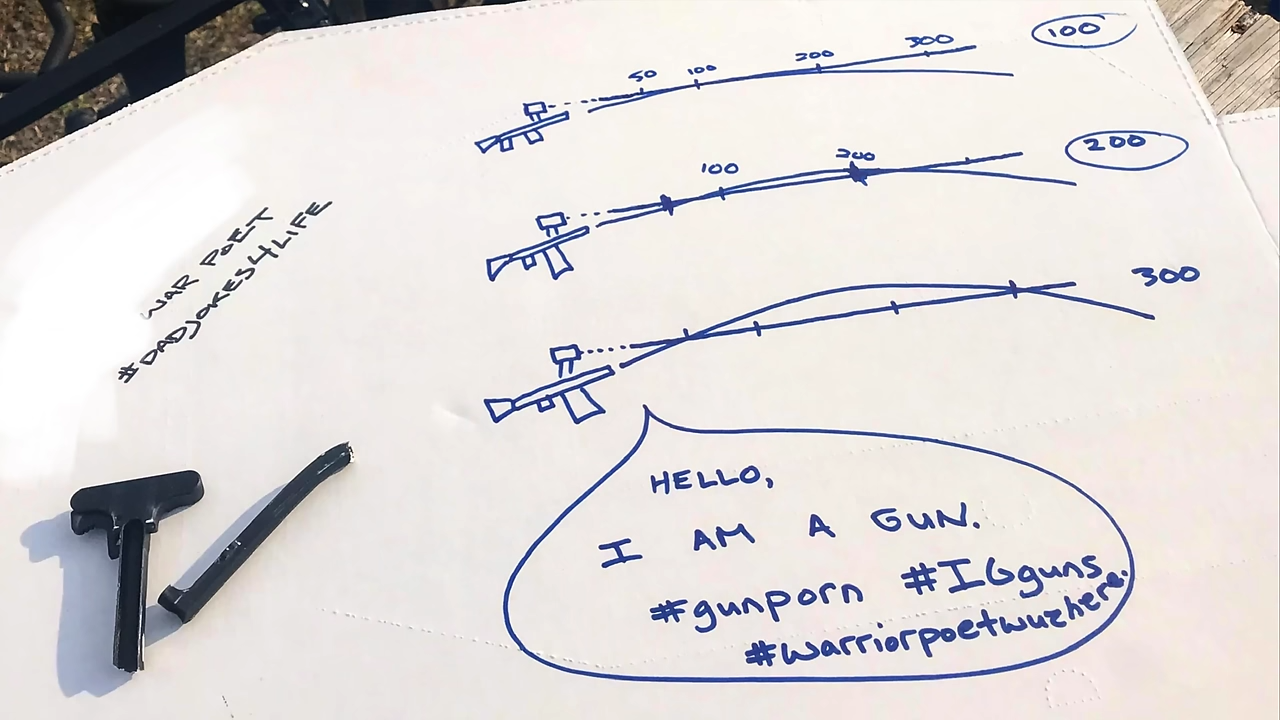 50 100 200 300 100
100 200 200
300
WAR POET
#DADJOKES4LIFE
HELLO,
I AM A GUN.
#gunporn #IGguns
#warriorpoetwuzhere.